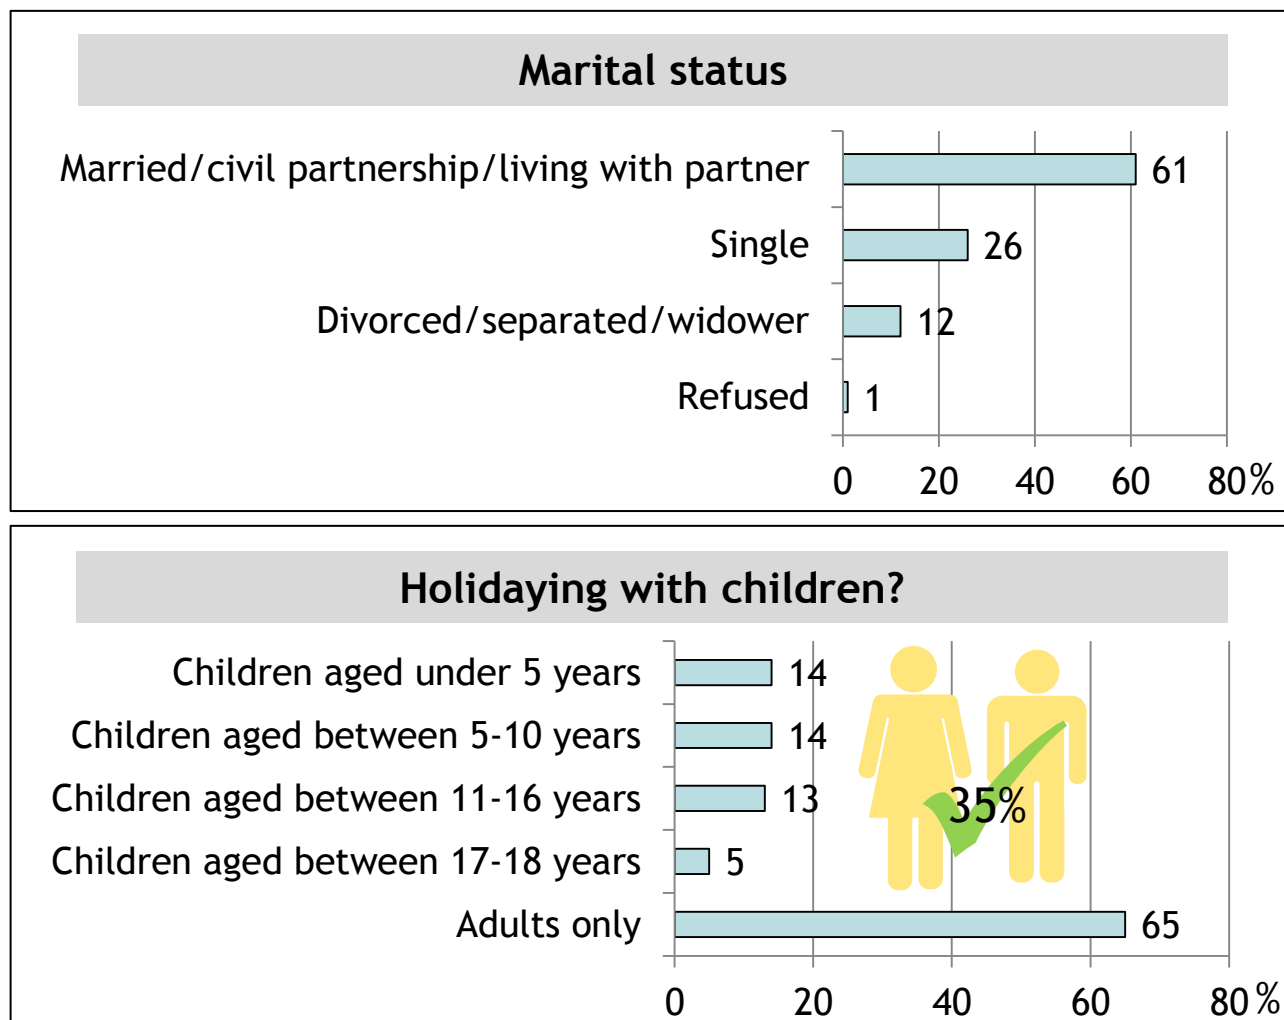 Marital status
Married/civil partnership/living with partner 61
Single 26
Divorced/separated/widower 12
Refused 1
0 20 40 60 80%
Holidaying with children?
Children aged under 5 years 14
Children aged between 5-10 years 14
Children aged between 11-16 years 13
35%
Children aged between 17-18 years 5
Adults only 65
0 20 40 60 80%